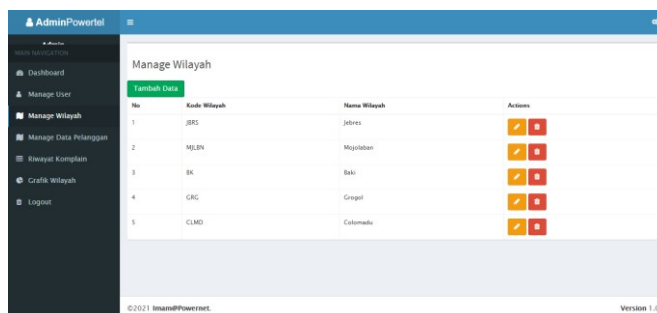 AdminPowertel
MAIN NAVIGATION
Dashboard
Manage User
Manage Wilayah
Manage Data Pelanggan
Riwayat Komplain
Grafik Wilayah
Logout
Manage Wilayah
Tambah Data
No Kode Wilayah Nama Wilayah Actions
1 JBRS Jebres
2 MJLBN Mojolaban
3 BK Baki
4 GRG Grogol
5 CLMD Colomadu
©2021 Imam@Powernet. Version 1.0